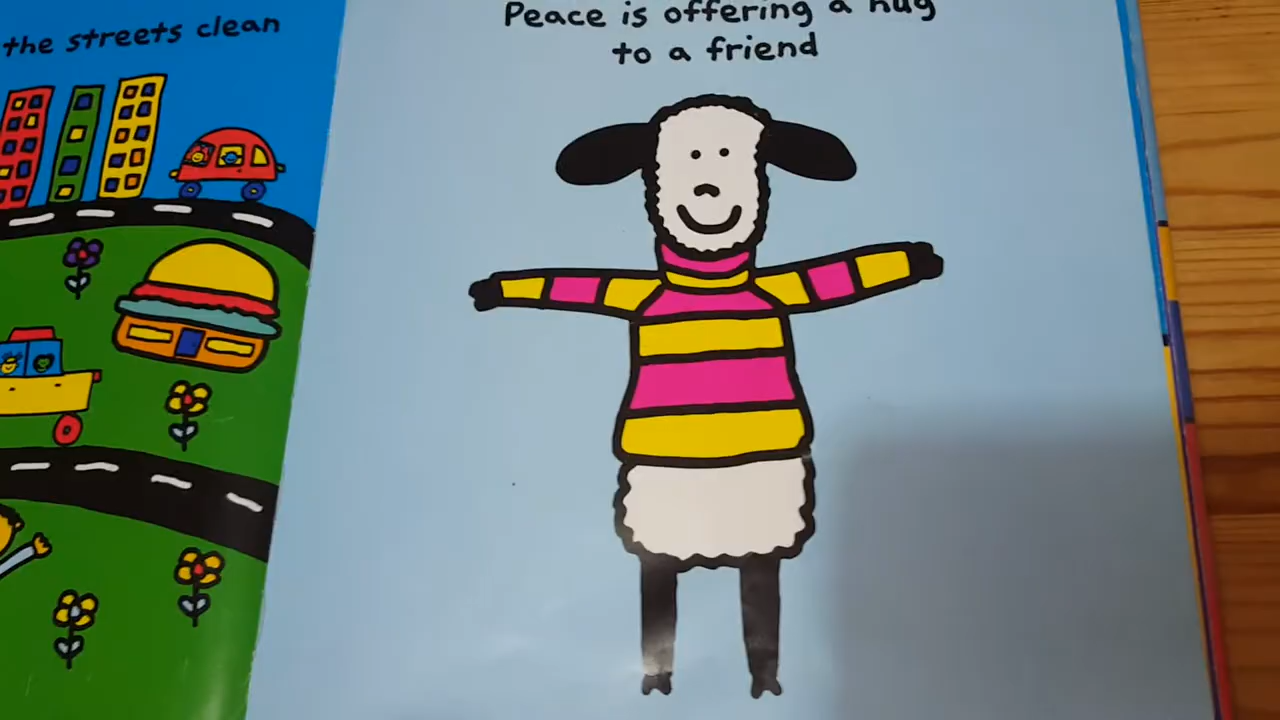 the streets clean
Peace is offering a hug
to a friend